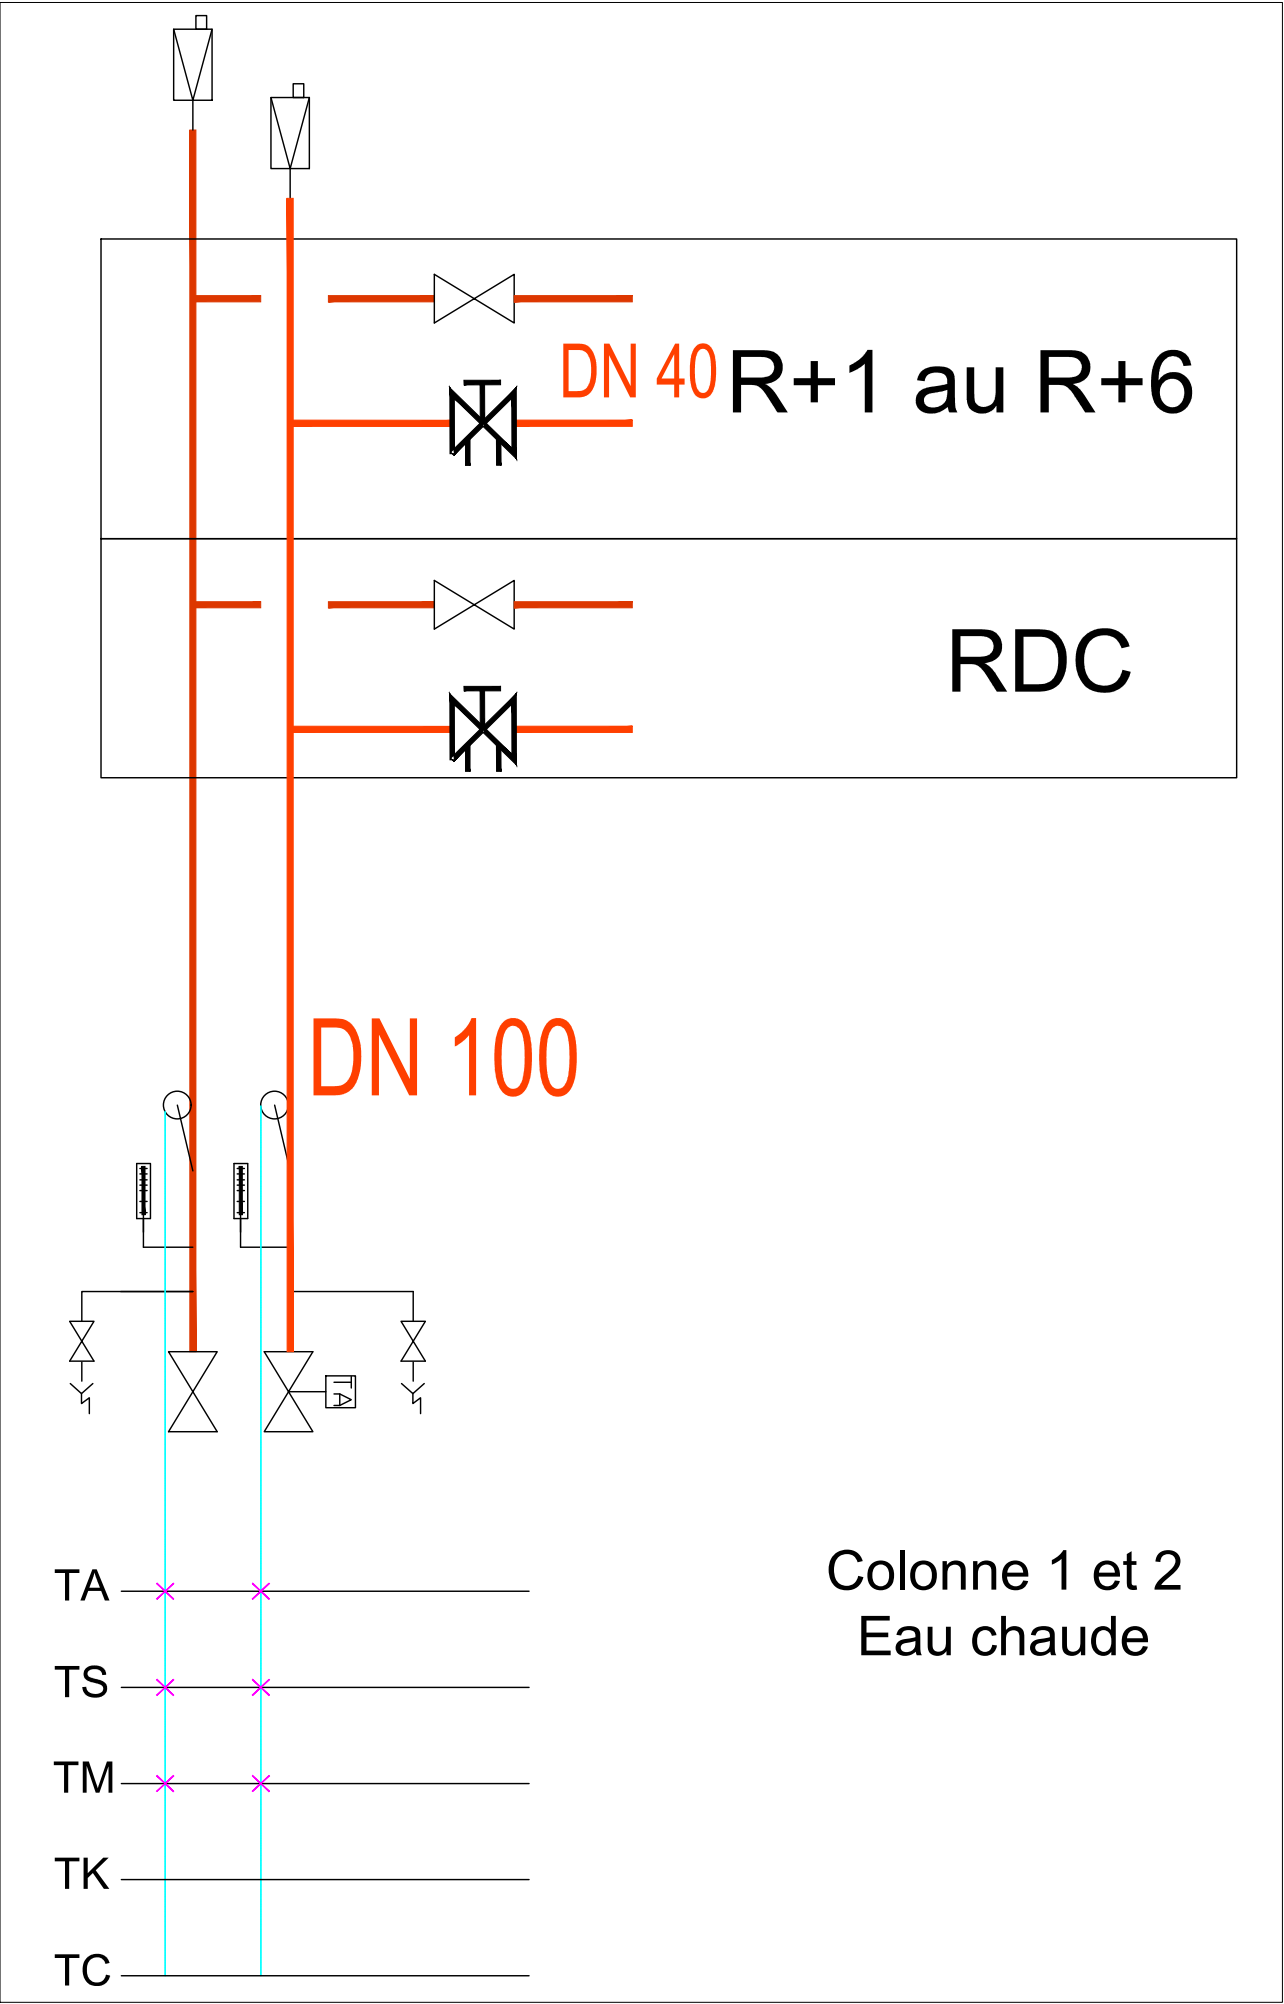 DN 40
R+1 au R+6
RDC
DN 100
TA
TA
TS
TM
TK
TC
Colonne 1 et 2
Eau chaude